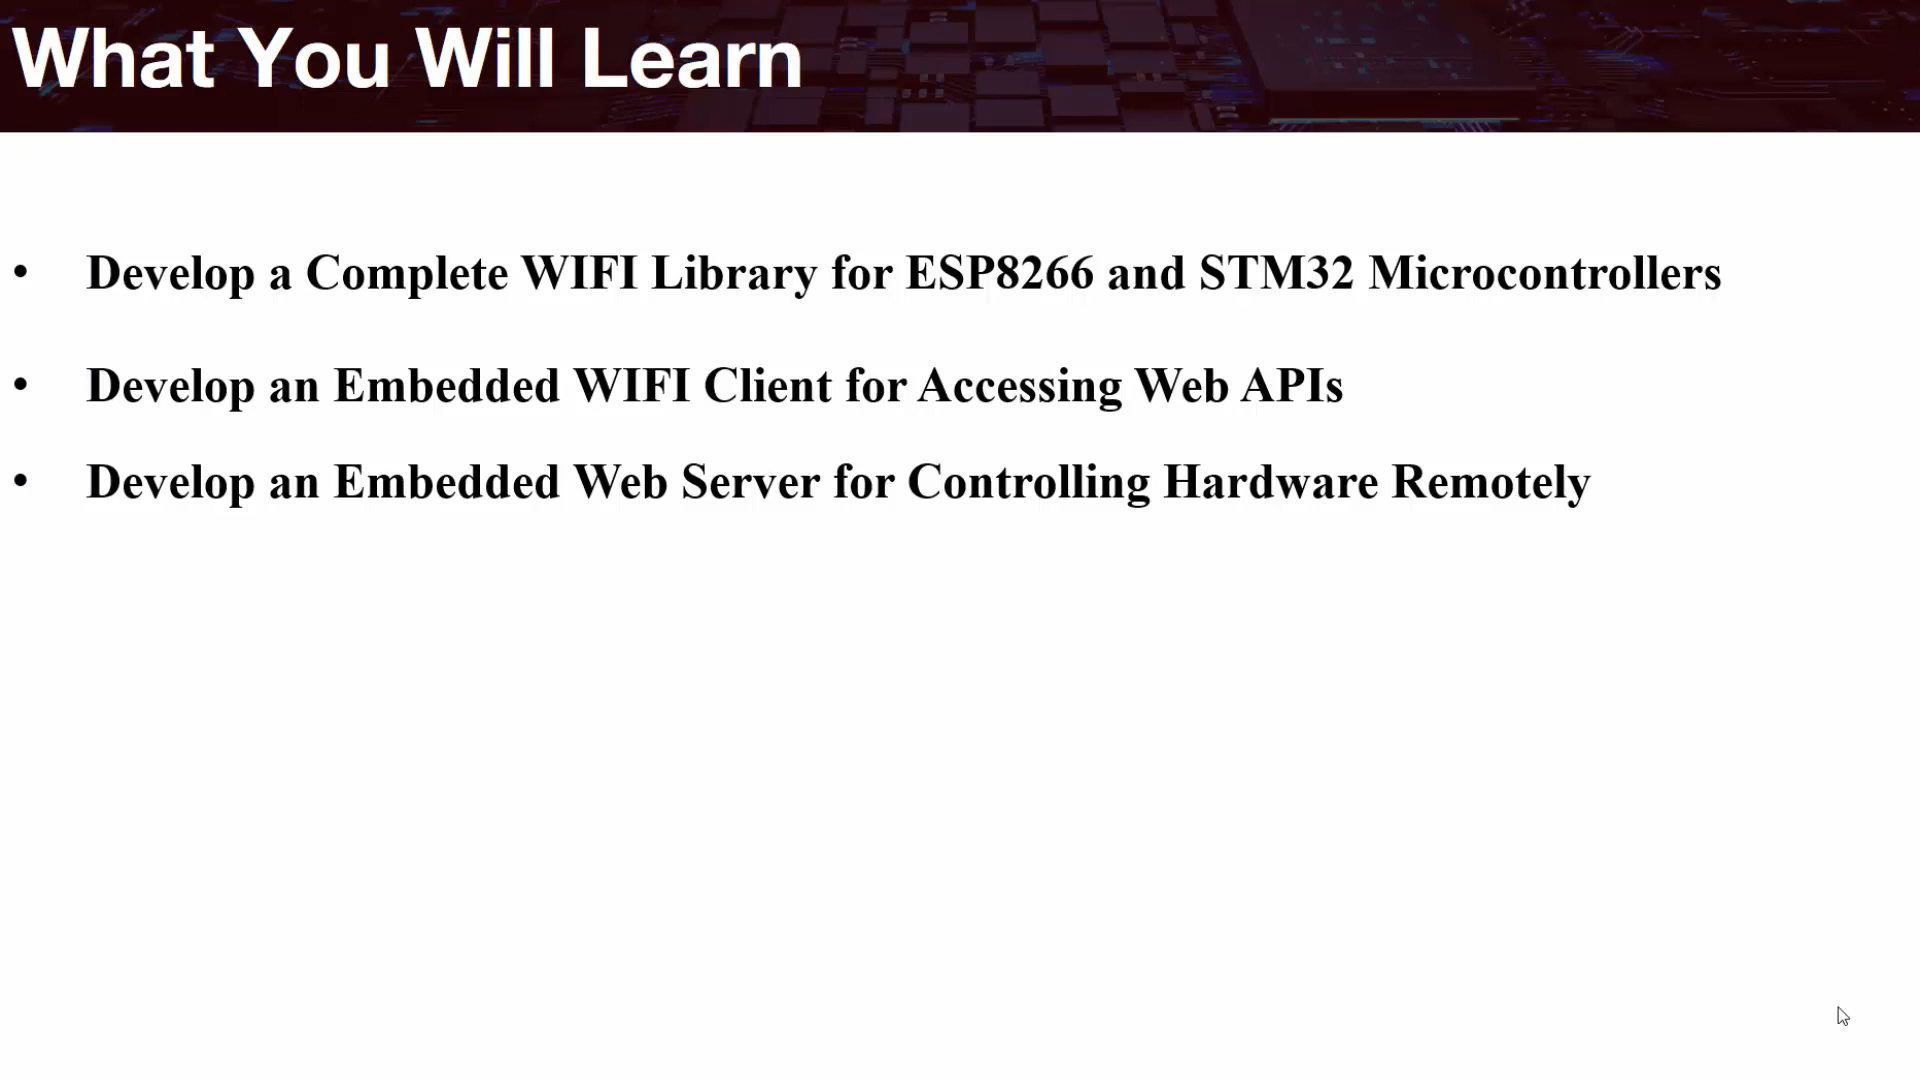 What You Will Learn
• Develop a Complete WIFI Library for ESP8266 and STM32 Microcontrollers
• Develop an Embedded WIFI Client for Accessing Web APIs
• Develop an Embedded Web Server for Controlling Hardware Remotely